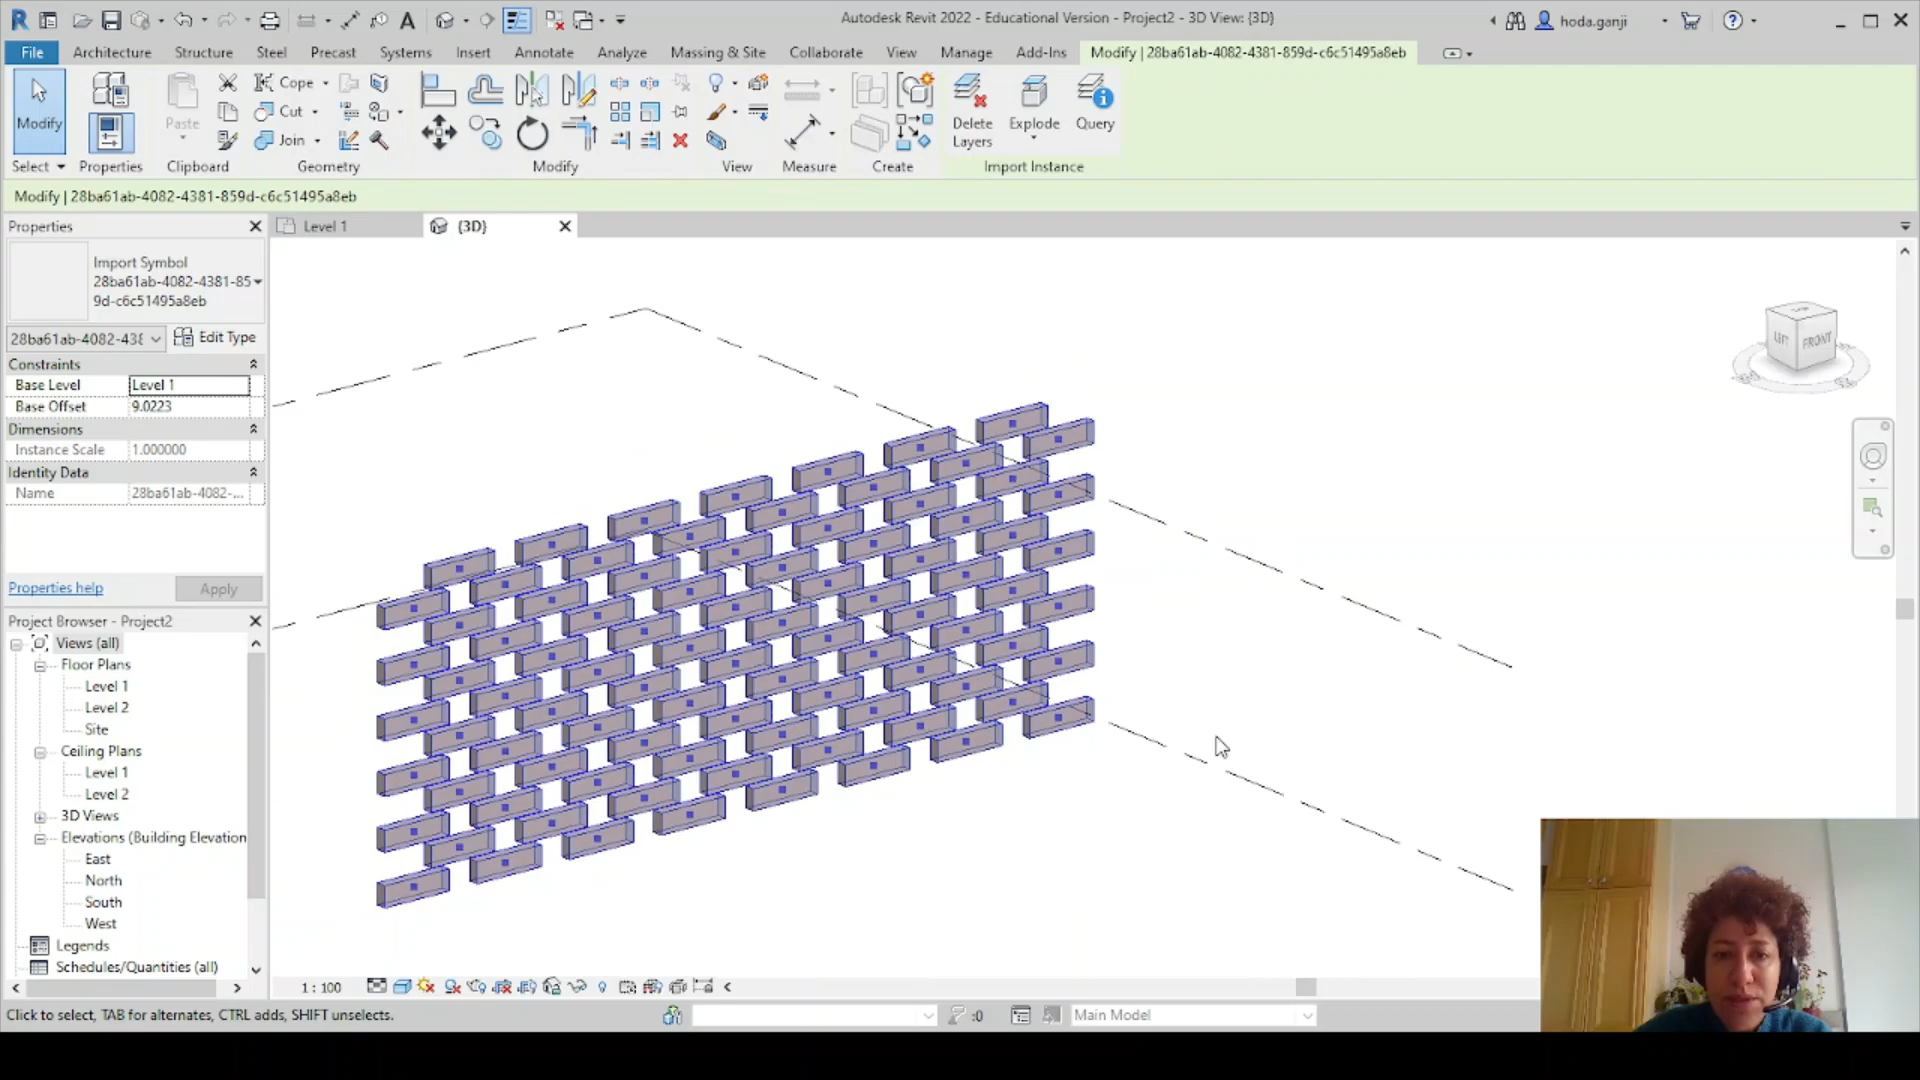 Autodesk Revit 2022 - Educational Version - Project2 - 3D View: {3D}
hoda.ganji
File Architecture Structure Steel Precast Systems Insert Annotate Analyze Massing & Site Collaborate View Manage Add-Ins Modify | 28ba61ab-4082-4381-859d-c6c51495a8eb
Modify
Paste
Cope
Cut
Join
Delete Layers
Explode
Query
Select Properties Clipboard Geometry Modify View Measure Create Import Instance
Modify | 28ba61ab-4082-4381-859d-c6c51495a8eb
Properties
Level 1
{3D}
Import Symbol
28ba61ab-4082-4381-85
9d-c6c51495a8eb
28ba61ab-4082-438
Edit Type
Constraints
Base Level Level 1
Base Offset 9.0223
Dimensions
Instance Scale 1.000000
Identity Data
Name 28ba61ab-4082-...
Properties help
Apply
Project Browser - Project2
Views (all)
Floor Plans
Level 1
Level 2
Site
Ceiling Plans
Level 1
Level 2
3D Views
Elevations (Building Elevation
East
North
South
West
Legends
Schedules/Quantities (all)
FRONT
1 : 100
Click to select, TAB for alternates, CTRL adds, SHIFT unselects.
:0
Main Model